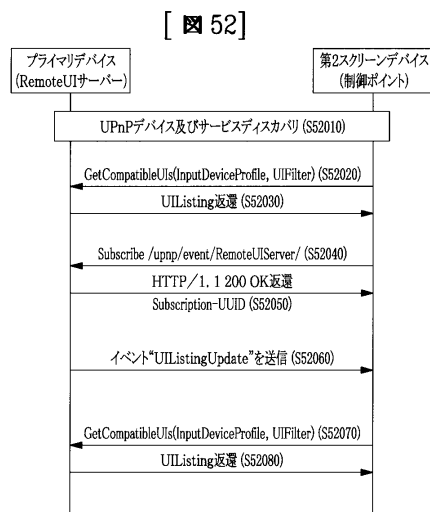 [図 52]
プライマリデバイス
(RemoteUIサーバー)
第2スクリーンデバイス
(制御ポイント)
UPnPデバイス及びサービスディスカバリ (S52010)
GetCompatibleUIs(InputDeviceProfile, UIFilter) (S52020)
UIListing返還 (S52030)
Subscribe /upnp/event/RemoteUIServer/ (S52040)
HTTP/1.1 200 OK返還
Subscription-UUID (S52050)
イベント“UIListingUpdate”を送信 (S52060)
GetCompatibleUIs(InputDeviceProfile, UIFilter) (S52070)
UIListing返還 (S52080)